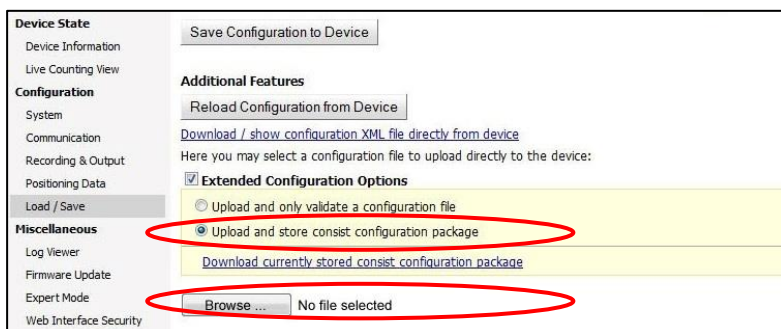 Device State
Device Information
Live Counting View
Configuration
System
Communication
Recording & Output
Positioning Data
Load / Save
Miscellaneous
Log Viewer
Firmware Update
Expert Mode
Web Interface Security
Save Configuration to Device
Additional Features
Reload Configuration from Device
Download / show configuration XML file directly from device
Here you may select a configuration file to upload directly to the device:
Extended Configuration Options
Upload and only validate a configuration file
Upload and store consist configuration package
Download currently stored consist configuration package
Browse ... No file selected